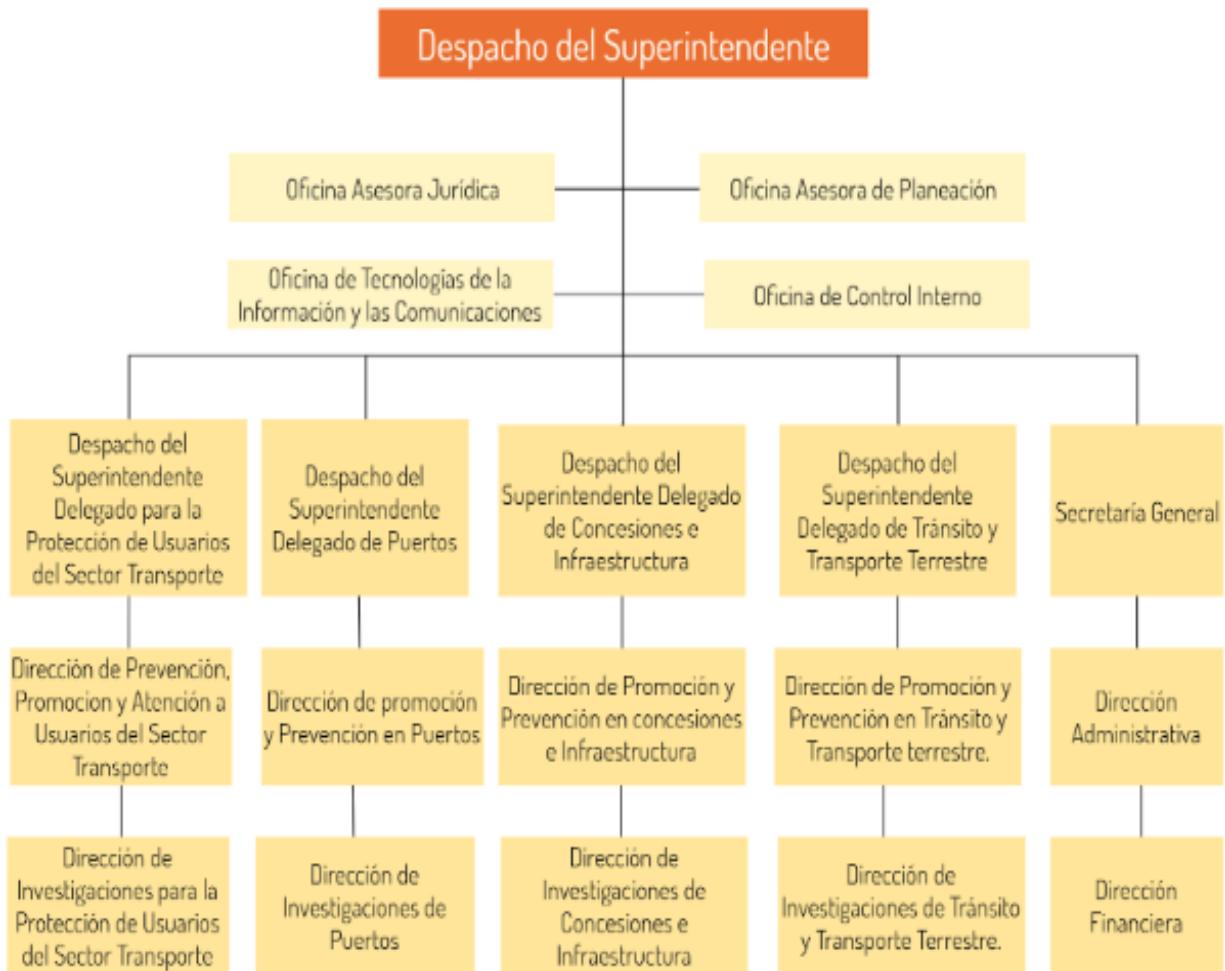 Despacho del Superintendente
Oficina Asesora Jurídica
Oficina Asesora de Planeación
Oficina de Tecnologías de la
Información y las Comunicaciones
Oficina de Control Interno
Despacho del
Superintendente
Delegado para la
Protección de Usuarios
del Sector Transporte
Despacho del
Superintendente
Delegado de Puertos
Despacho del
Superintendente Delegado
de Concesiones e
Infraestructura
Despacho del
Superintendente
Delegado de Tránsito y
Transporte Terrestre
Secretaría General
Dirección de Prevención,
Promocion y Atención a
Usuarios del Sector
Transporte
Dirección de promoción
y Prevención en Puertos
Dirección de Promoción y
Prevención en concesiones
e Infraestructura
Dirección de Promoción y
Prevención en Tránsito y
Transporte terrestre.
Dirección
Administrativa
Dirección de
Investigaciones para la
Protección de Usuarios
del Sector Transporte
Dirección de
Investigaciones de
Puertos
Dirección de
Investigaciones de
Concesiones e
Infraestructura
Dirección de
Investigaciones de Tránsito
y Transporte Terrestre.
Dirección
Financiera